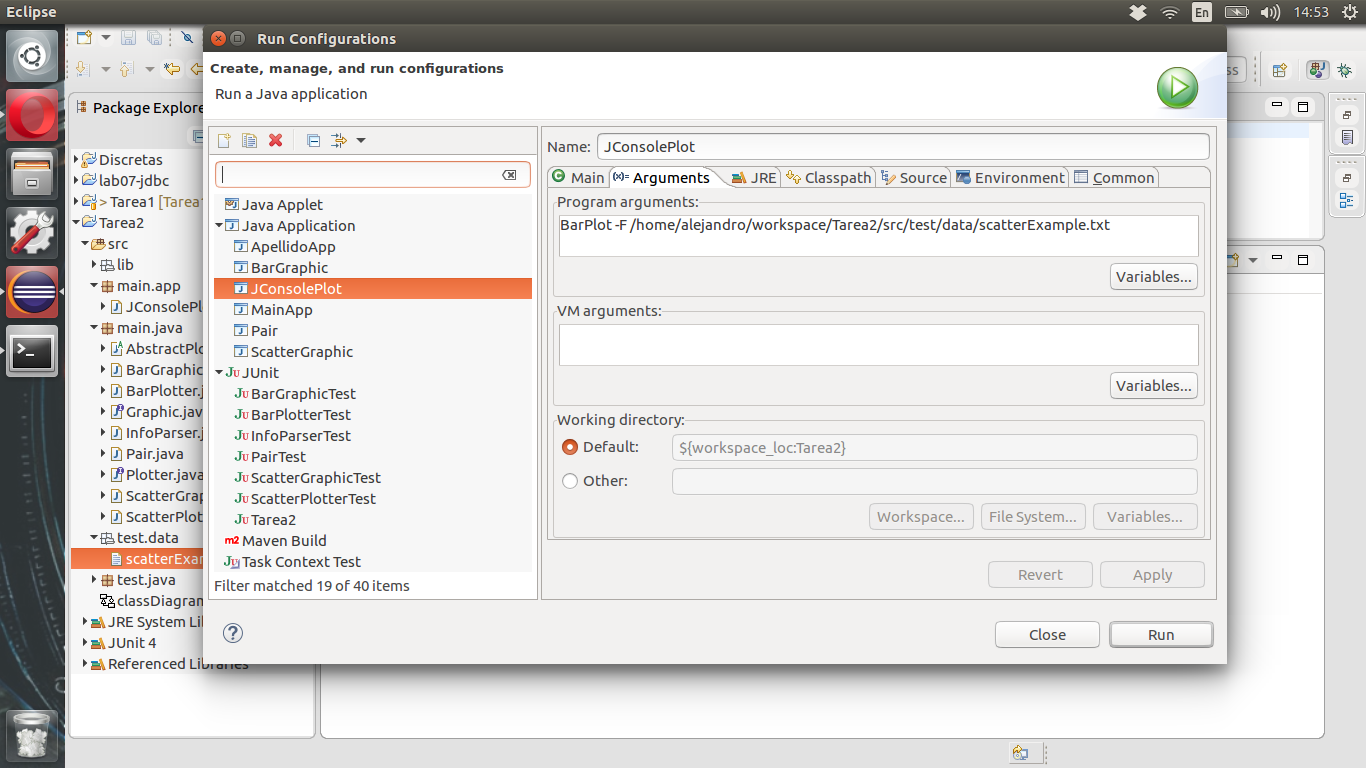 Eclipse
En
14:53
Run Configurations
Create, manage, and run configurations
Run a Java application
Package Explore
Discretas
lab07-jdbc
> Tarea1 [Tarea1
Tarea2
src
lib
main.app
JConsolePl
main.java
AbstractPlo
BarGraphic
BarPlotter.j
Graphic.jav
InfoParser.j
Pair.java
Plotter.java
ScatterGrap
ScatterPlot
test.data
scatterExam
test.java
classDiagram
JRE System Lib
JUnit 4
Referenced Libraries
Java Applet
Java Application
ApellidoApp
BarGraphic
JConsolePlot
MainApp
Pair
ScatterGraphic
JUnit
BarGraphicTest
BarPlotterTest
InfoParserTest
PairTest
ScatterGraphicTest
ScatterPlotterTest
Tarea2
m2 Maven Build
Task Context Test
Filter matched 19 of 40 items
Name: JConsolePlot
Main
(x)= Arguments
JRE
Classpath
Source
Environment
Common
Program arguments:
BarPlot -F /home/alejandro/workspace/Tarea2/src/test/data/scatterExample.txt
Variables...
VM arguments:
Variables...
Working directory:
Default: ${workspace_loc:Tarea2}
Other:
Workspace... File System... Variables...
Revert Apply
Close Run
ss